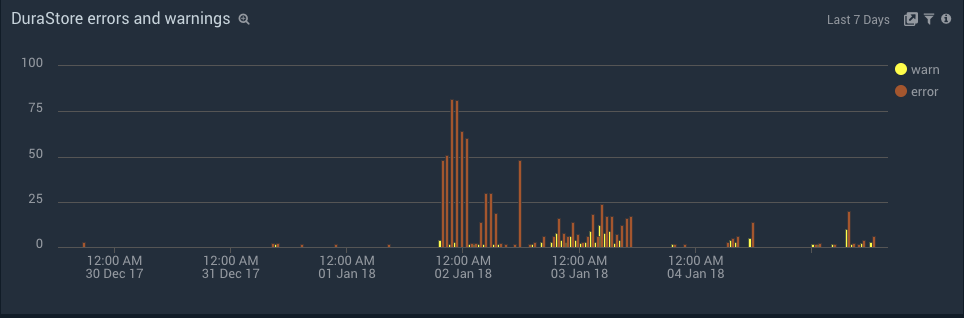 DuraStore errors and warnings
Last 7 Days
warn
error
100
75
50
25
0
12:00 AM
30 Dec 17
12:00 AM
31 Dec 17
12:00 AM
01 Jan 18
12:00 AM
02 Jan 18
12:00 AM
03 Jan 18
12:00 AM
04 Jan 18